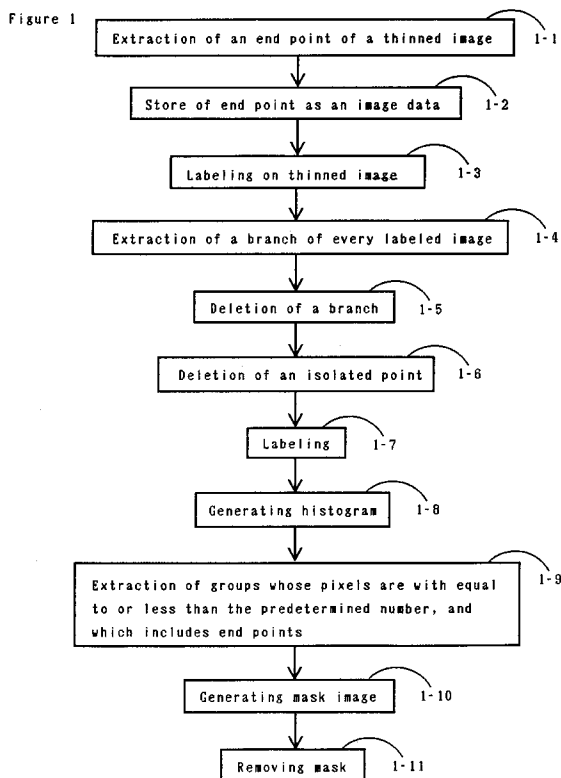 Figure 1
Extraction of an end point of a thinned image
1-1
Store of end point as an image data
1-2
Labeling on thinned image
1-3
Extraction of a branch of every labeled image
1-4
Deletion of a branch
1-5
Deletion of an isolated point
1-6
Labeling
1-7
Generating histogram
1-8
Extraction of groups whose pixels are with equal
to or less than the predetermined number, and
which includes end points
1-9
Generating mask image
1-10
Removing mask
1-11